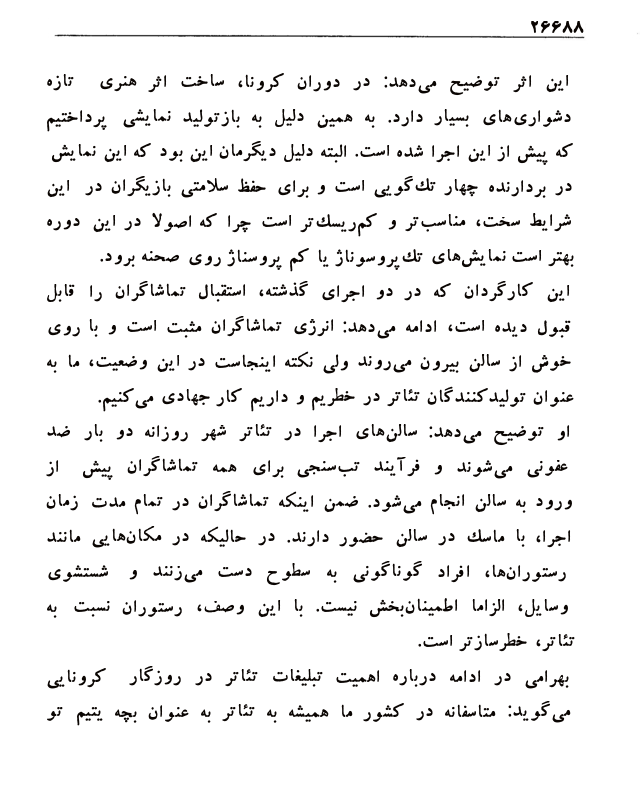 ۲۶۶۸۸
این اثر توضیح می‌دهد: در دوران کرونا، ساخت اثر هنری تازه
دشواری‌های بسیار دارد. به همین دلیل به بازتولید نمایشی پرداختیم
که پیش از این اجرا شده است. البته دلیل دیگرمان این بود که این نمایش
در بردارنده چهار تك‌گویی است و برای حفظ سلامتی بازیگران در این
شرایط سخت، مناسب‌تر و کم‌ریسك‌تر است چرا که اصولا در این دوره
بهتر است نمایش‌های تك‌پروسوناژ یا کم پروسناژ روی صحنه برود.
این کارگردان که در دو اجرای گذشته، استقبال تماشاگران را قابل
قبول دیده است، ادامه می‌دهد: انرژی تماشاگران مثبت است و با روی
خوش از سالن بیرون می‌روند ولی نکته اینجاست در این وضعیت، ما به
عنوان تولیدکنندگان تئاتر در خطریم و داریم کار جهادی می‌کنیم.
او توضیح می‌دهد: سالن‌های اجرا در تئاتر شهر روزانه دو بار ضد
عفونی می‌شوند و فرآیند تب‌سنجی برای همه تماشاگران پیش از
ورود به سالن انجام می‌شود. ضمن اینکه تماشاگران در تمام مدت زمان
اجرا، با ماسك در سالن حضور دارند. در حالیکه در مکان‌هایی مانند
رستوران‌ها، افراد گوناگونی به سطوح دست می‌زنند و شستشوی
وسایل، الزاما اطمینان‌بخش نیست. با این وصف، رستوران نسبت به
تئاتر، خطرسازتر است.
بهرامی در ادامه درباره اهمیت تبلیغات تئاتر در روزگار کرونایی
می‌گوید: متاسفانه در کشور ما همیشه به تئاتر به عنوان بچه یتیم تو